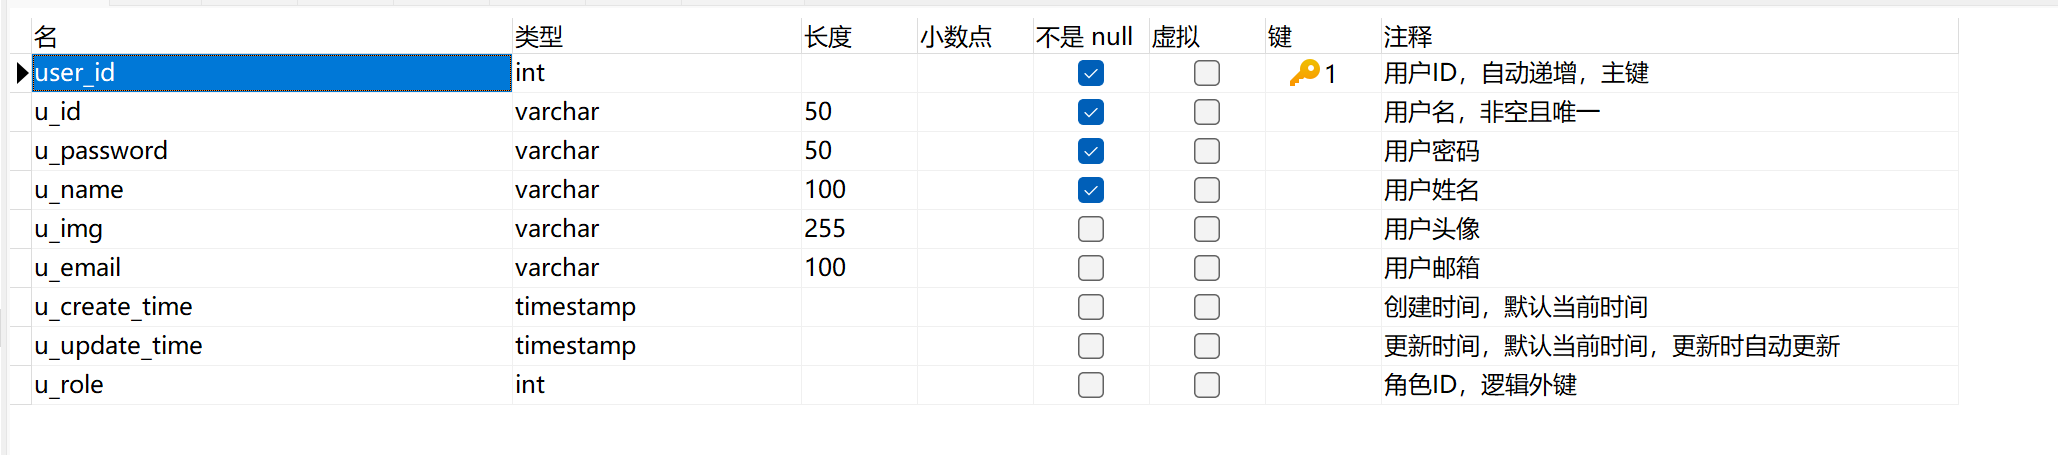 名 类型 长度 小数点 不是 null 虚拟 键 注释
user_id int 1 用户ID，自动递增，主键
u_id varchar 50 用户名，非空且唯一
u_password varchar 50 用户密码
u_name varchar 100 用户姓名
u_img varchar 255 用户头像
u_email varchar 100 用户邮箱
u_create_time timestamp 创建时间，默认当前时间
u_update_time timestamp 更新时间，默认当前时间，更新时自动更新
u_role int 角色ID，逻辑外键